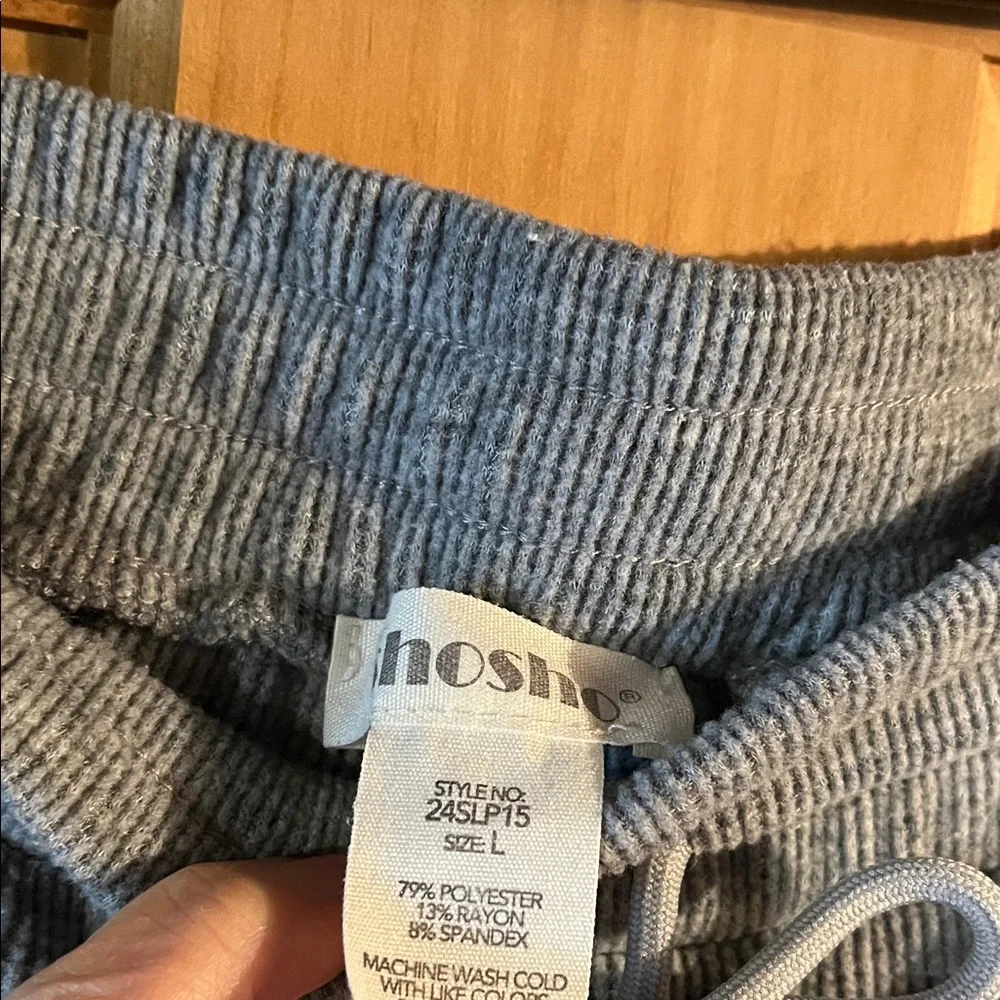 hosho®
STYLE NO:
24SLP15
SIZE: L
79% POLYESTER
13% RAYON
8% SPANDEX
MACHINE WASH COLD
WITH LIKE COLORS